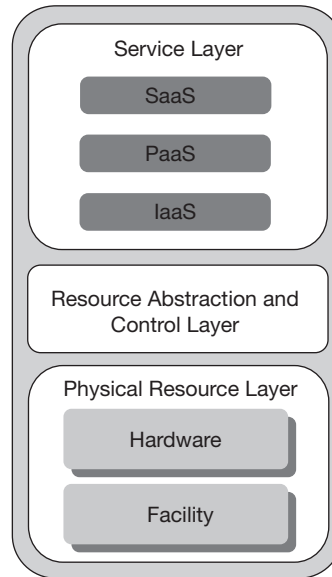 Service Layer
SaaS
PaaS
IaaS
Resource Abstraction and
Control Layer
Physical Resource Layer
Hardware
Facility